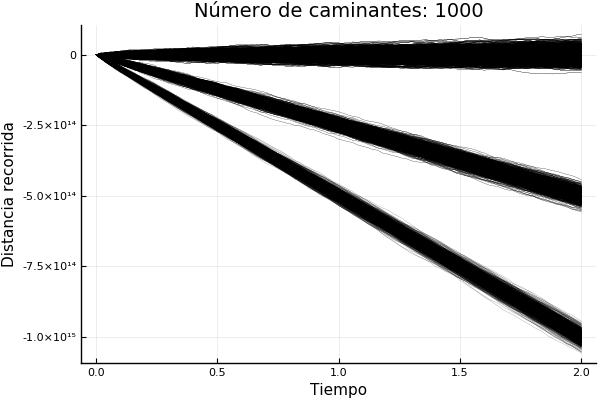 Número de caminantes: 1000
Distancia recorrida
0
-2.5×10¹⁴
-5.0×10¹⁴
-7.5×10¹⁴
-1.0×10¹⁵
0.0 0.5 1.0 1.5 2.0
Tiempo